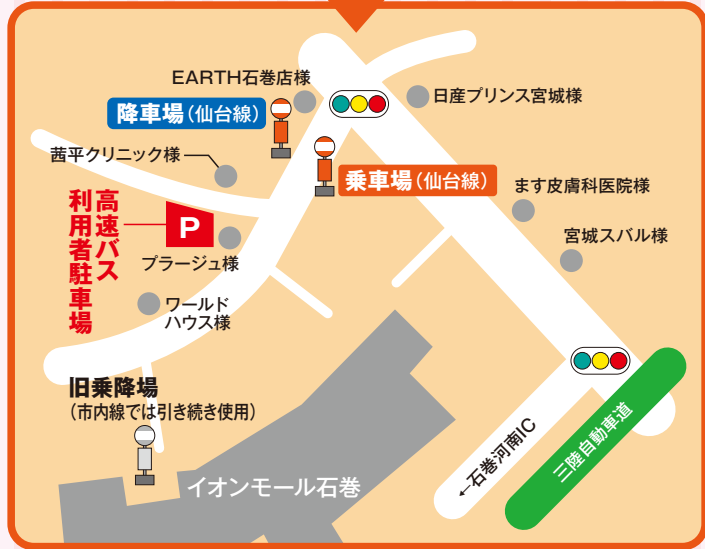 EARTH石巻店様
日産プリンス宮城様
降車場(仙台線)
茜平クリニック様
乗車場(仙台線)
ます皮膚科医院様
高速バス
利用者駐車場
P
宮城スバル様
プラージュ様
ワールド
ハウス様
旧乗降場
(市内線では引き続き使用)
←石巻河南IC
三陸自動車道
イオンモール石巻